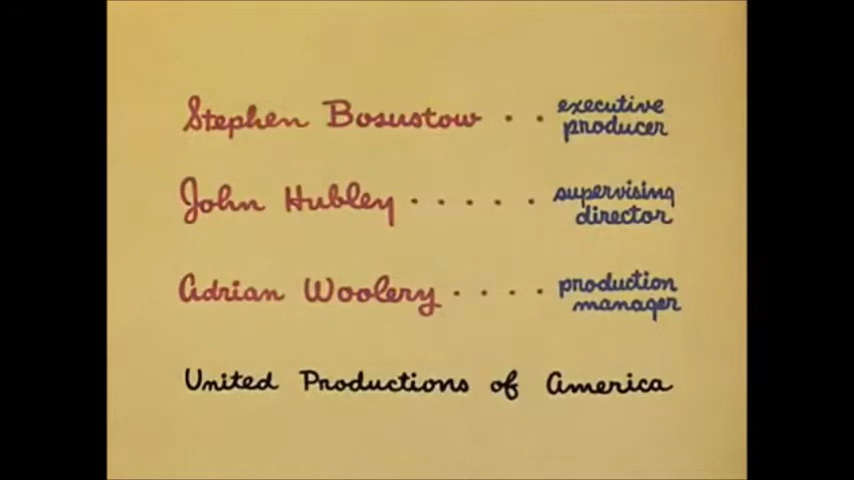 Stephen Bosustow . . executive producer
John Hubley . . . . . supervising director
Adrian Woolery . . . . production manager
United Productions of America